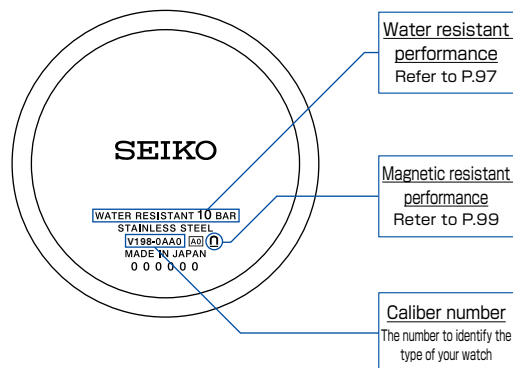 Water resistant
performance
Refer to P.97
SEIKO
Magnetic resistant
performance
Reter to P.99
WATER RESISTANT 10 BAR
STAINLESS STEEL
V198-0AA0 A0
MADE IN JAPAN
000000
Caliber number
The number to identify the
type of your watch